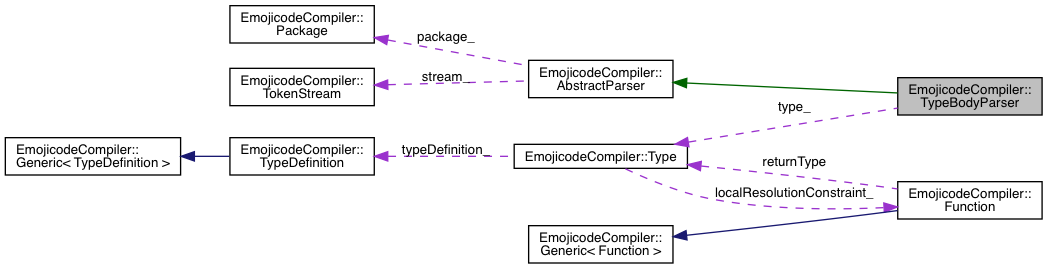 EmojicodeCompiler::
Package
package_
EmojicodeCompiler::
TokenStream
stream_
EmojicodeCompiler::
AbstractParser
EmojicodeCompiler::
TypeBodyParser
type_
EmojicodeCompiler::
Generic< TypeDefinition >
EmojicodeCompiler::
TypeDefinition
typeDefinition_
EmojicodeCompiler::Type
returnType
localResolutionConstraint_
EmojicodeCompiler::
Function
EmojicodeCompiler::
Generic< Function >